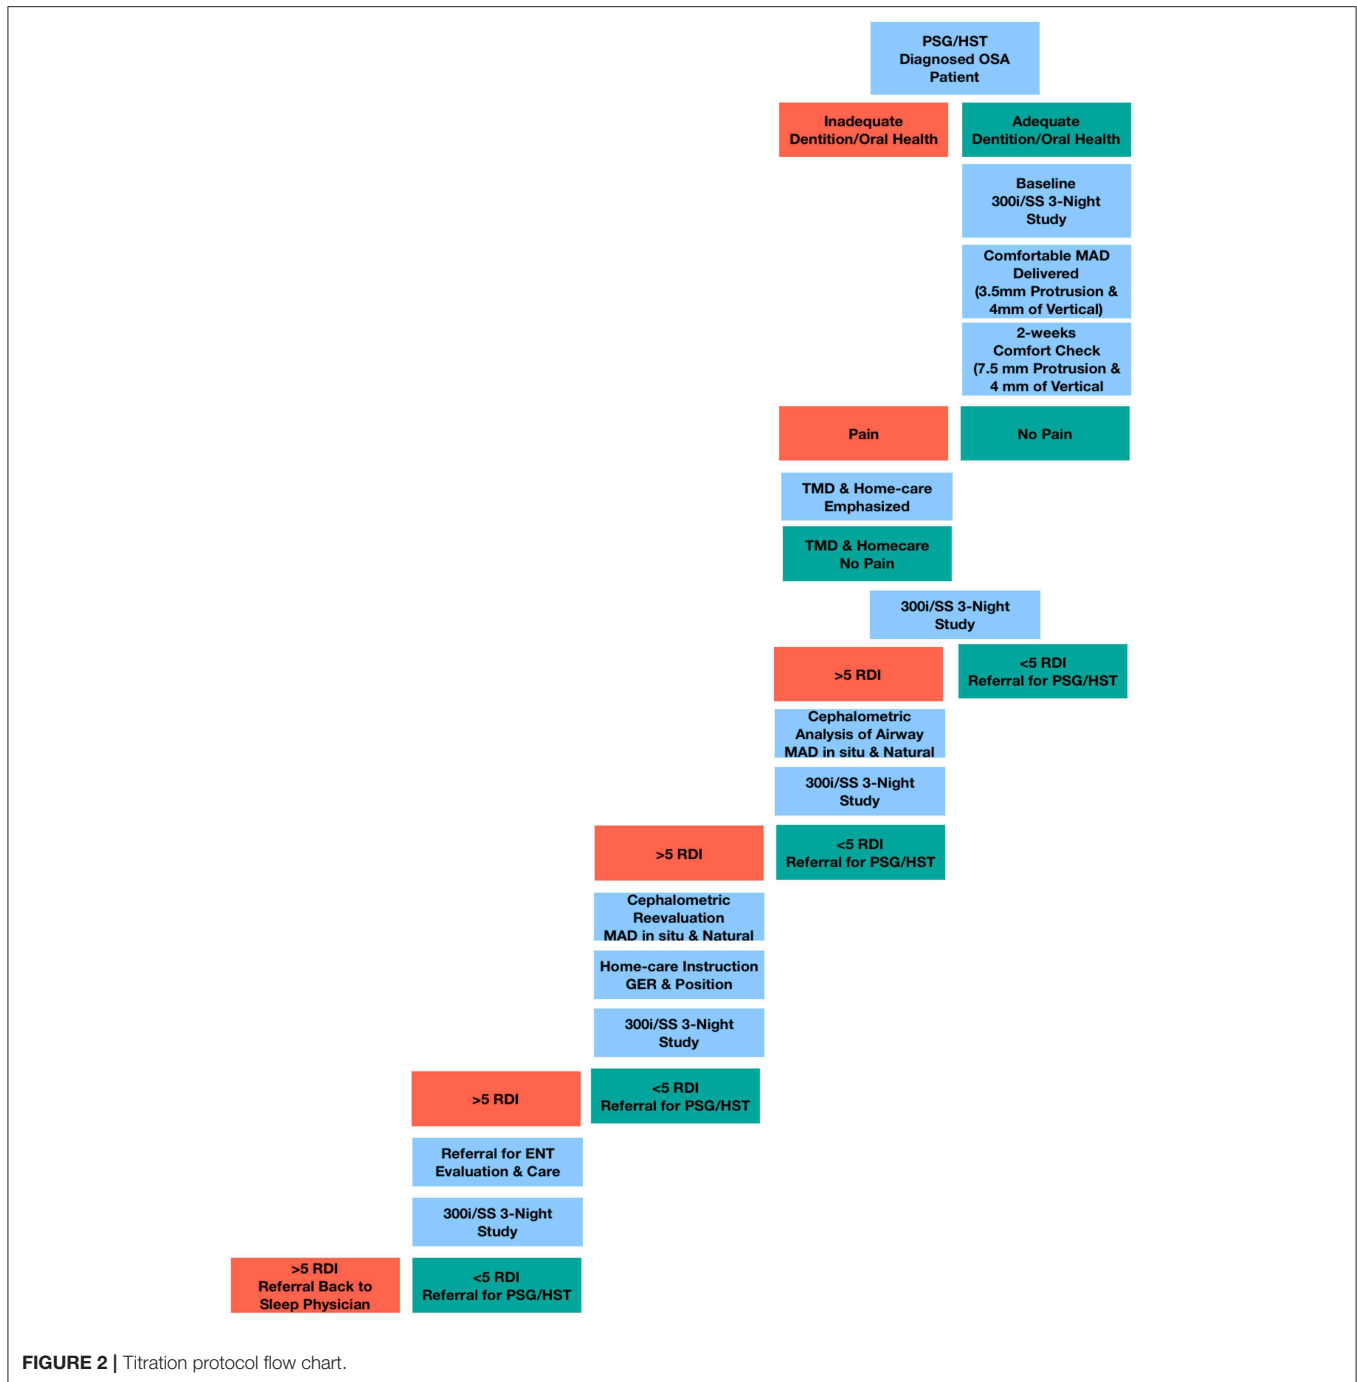 PSG/HST
Diagnosed OSA
Patient
Inadequate
Dentition/Oral Health
Adequate
Dentition/Oral Health
Baseline
300i/SS 3-Night
Study
Comfortable MAD
Delivered
(3.5mm Protrusion &
4mm of Vertical)
2-weeks
Comfort Check
(7.5 mm Protrusion &
4 mm of Vertical
Pain
No Pain
TMD & Home-care
Emphasized
TMD & Homecare
No Pain
300i/SS 3-Night
Study
>5 RDI
<5 RDI
Referral for PSG/HST
Cephalometric
Analysis of Airway
MAD in situ & Natural
300i/SS 3-Night
Study
>5 RDI
<5 RDI
Referral for PSG/HST
Cephalometric
Reevaluation
MAD in situ & Natural
Home-care Instruction
GER & Position
300i/SS 3-Night
Study
>5 RDI
<5 RDI
Referral for PSG/HST
Referral for ENT
Evaluation & Care
300i/SS 3-Night
Study
>5 RDI
Referral Back to
Sleep Physician
<5 RDI
Referral for PSG/HST
FIGURE 2 | Titration protocol flow chart.